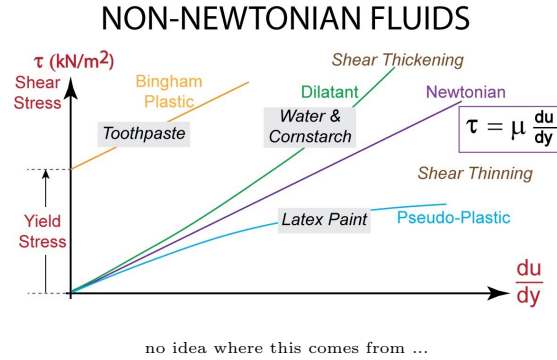 NON-NEWTONIAN FLUIDS
τ (kN/m²)
Shear
Stress
Bingham
Plastic
Toothpaste
Shear Thickening
Dilatant
Water &
Cornstarch
Newtonian
τ = μ du/dy
Shear Thinning
Latex Paint
Pseudo-Plastic
Yield
Stress
du
dy
no idea where this comes from ...